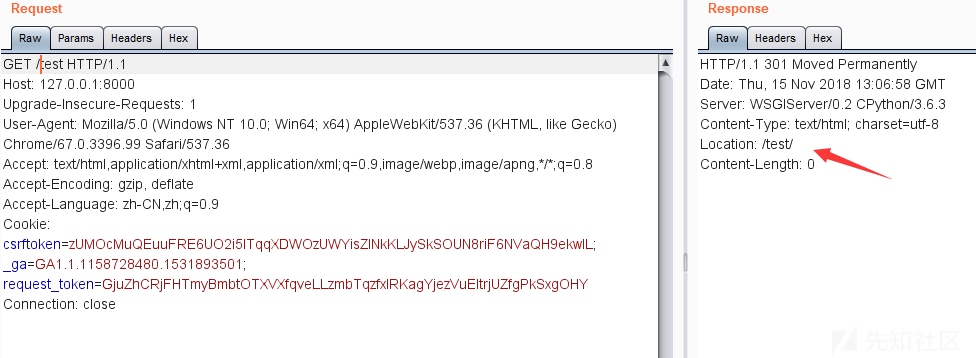 Request
Raw Params Headers Hex
GET /test HTTP/1.1
Host: 127.0.0.1:8000
Upgrade-Insecure-Requests: 1
User-Agent: Mozilla/5.0 (Windows NT 10.0; Win64; x64) AppleWebKit/537.36 (KHTML, like Gecko)
Chrome/67.0.3396.99 Safari/537.36
Accept: text/html,application/xhtml+xml,application/xml;q=0.9,image/webp,image/apng,*/*;q=0.8
Accept-Encoding: gzip, deflate
Accept-Language: zh-CN,zh;q=0.9
Cookie:
_ga=GA1.1.1158728480.1531893501;
Connection: close
Response
Raw Headers Hex
HTTP/1.1 301 Moved Permanently
Date: Thu, 15 Nov 2018 13:06:58 GMT
Server: WSGIServer/0.2 CPython/3.6.3
Content-Type: text/html; charset=utf-8
Location: /test/
Content-Length: 0
先知社区